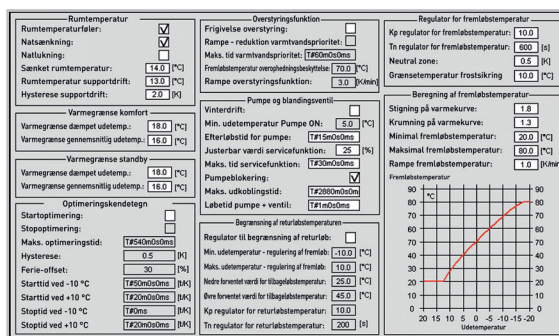 Rumtemperatur
Rumtemperaturføler:
Natsænkning:
Natlukning:
Sænket rumtemperatur: 14.0 [°C]
Rumtemperatur supportdrift: 13.0 [°C]
Hysterese supportdrift: 2.0 [K]
Varmegrænse komfort
Varmegrænse dæmpet udetemp.: 18.0 [°C]
Varmegrænse gennemsnitlig udetemp.: 16.0 [°C]
Varmegrænse standby
Varmegrænse dæmpet udetemp.: 18.0 [°C]
Varmegrænse gennemsnitlig udetemp.: 16.0 [°C]
Optimeringskendetegn
Startoptimering:
Stopoptimering:
Maks. optimeringstid: T#540m0s0ms
Hysterese: 0.5 [K]
Ferie-offset: 30 [%]
Starttid ved -10 °C T#50m0s0ms [t/K]
Starttid ved +10 °C T#20m0s0ms [t/K]
Stoptid ved -10 °C T#0ms [t/K]
Stoptid ved +10 °C T#20m0s0ms [t/K]
Overstyringsfunktion
Frigivelse overstyring:
Rampe - reduktion varmtvandsprioritet:
Maks. tid varmtvandsprioritet: T#60m0s0ms
Fremløbstemperatur overophedningsbeskyttelse: 70.0 [°C]
Rampe overstyringsfunktion: 3.0 [K/min]
Pumpe og blandingsventil
Vinterdrift:
Min. udetemperatur Pumpe ON: 5.0 [°C]
Efterløbstid for pumpe: T#15m0s0ms
Justerbar værdi servicefunktion: 25 [%]
Maks. tid servicefunktion: T#30m0s0ms
Pumpeblokering:
Maks. udkoblingstid: T#2880m0s0m
Løbetid pumpe + ventil: T#1m0s0ms
Begrænsning af returløbstemperaturen
Regulator til begrænsning af returløb:
Min. udetemperatur - regulering af fremløb: -10.0 [°C]
Maks. udetemperatur - regulering af fremløb: 10.0 [°C]
Nedre forventet værdi for tilbageløbstemperatur: 25.0 [°C]
Øvre forventet værdi for tilbageløbstemperatur: 45.0 [°C]
Kp regulator for returløbstemperatur: 10.0
Tn regulator for returløbstemperatur: 200 [s]
Regulator for fremløbstemperatur
Kp regulator for fremløbstemperatur: 10.0
Tn regulator for fremløbstemperatur: 600 [s]
Neutral zone: 0.5 [K]
Grænsetemperatur frostsikring 10.0 [°C]
Beregning af fremløbstemperatur
Stigning på varmekurve: 1.8
Krumning på varmekurve: 1.3
Minimal fremløbstemperatur: 20.0 [°C]
Maksimal fremløbstemperatur: 80.0 [°C]
Rampe fremløbstemperatur: 1.0 [K/min]
Fremløbstemperatur
90 °C 90
80 80
70 70
60 60
50 50
40 40
30 30
20 20
10 10
0 0
20 15 10 5 0 -5 -10 -15 -20
Udetemperatur